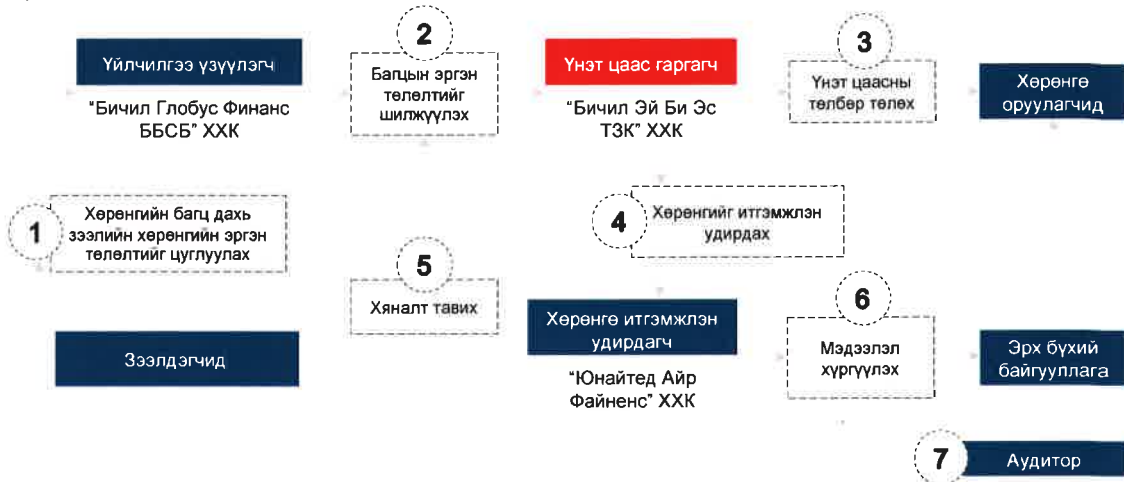 2
3
Үйлчилгээ үзүүлэгч
Багцын эргэн
төлөлтийг
шилжүүлэх
Үнэт цаас гаргагч
Үнэт цаасны
төлбөр төлөх
Хөрөнгө
оруулагчид
"Бичил Глобус Финанс
ББСБ" ХХК
"Бичил Эй Би Эс
ТЗК" ХХК
1
Хөрөнгийн багц дахь
зээлийн хөрөнгийн эргэн
төлөлтийг цуглуулах
4
Хөрөнгийг итгэмжлэн
удирдах
5
Хяналт тавих
6
Зээлдэгчид
Хөрөнгө итгэмжлэн
удирдагч
Мэдээлэл
хүргүүлэх
Эрх бүхий
байгууллага
"Юнайтед Айр
Файненс" ХХК
7
Аудитор